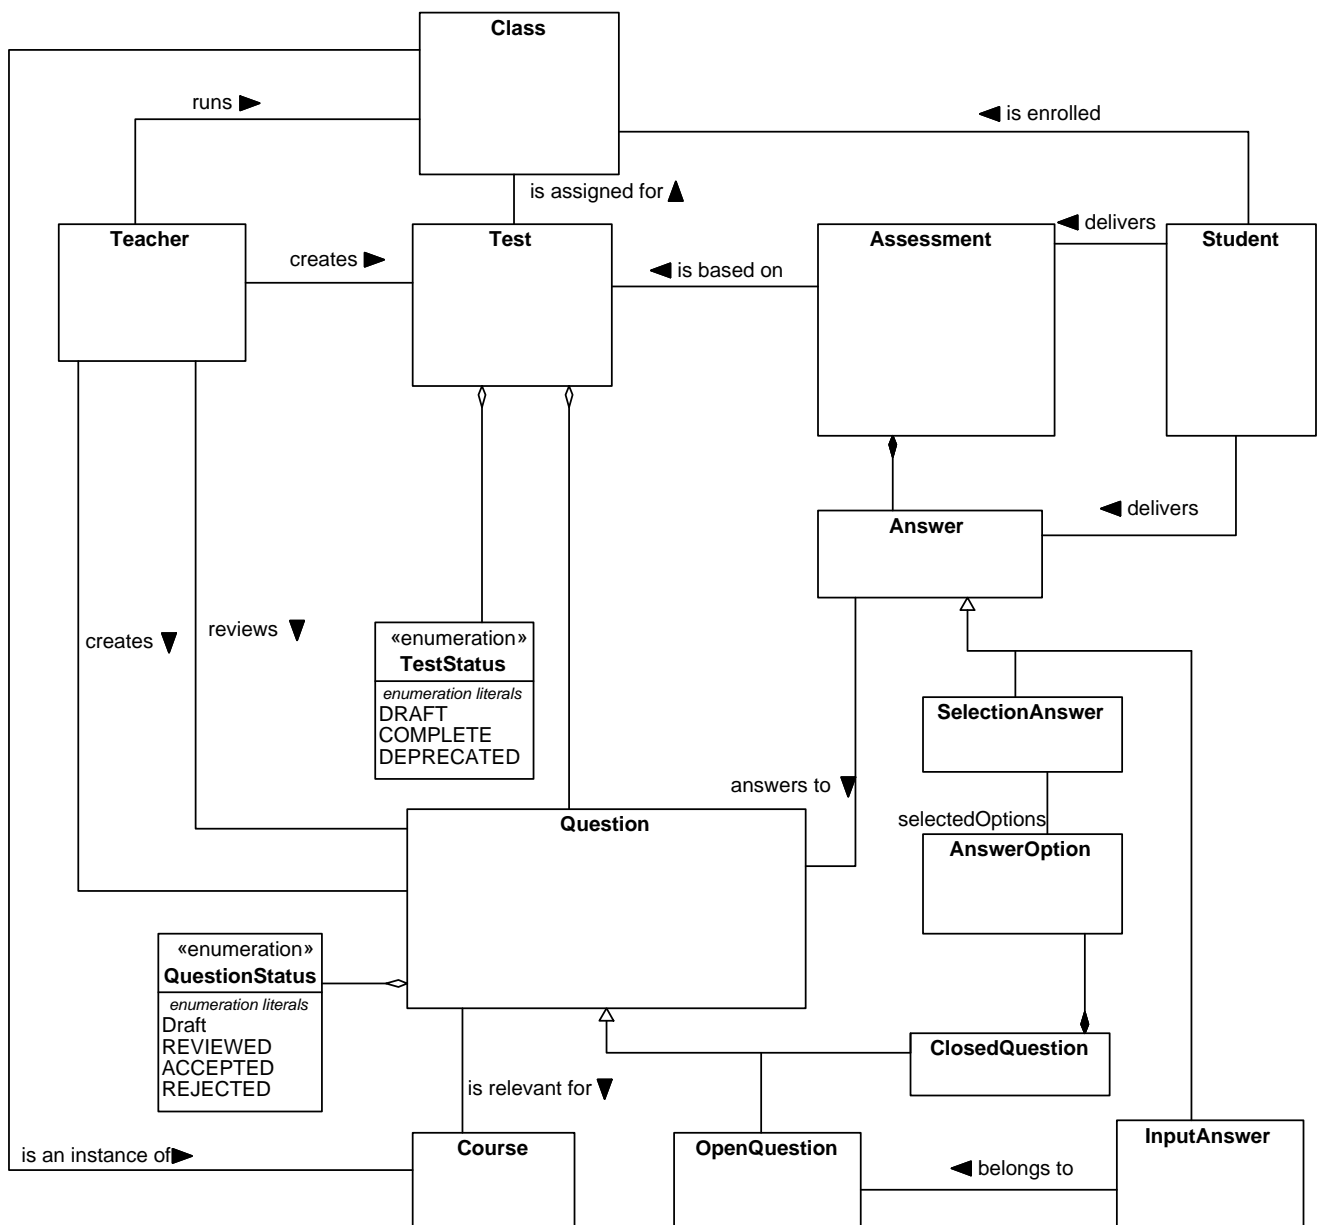 Class
runs ►
◄ is enrolled
is assigned for ▲
Teacher
Test
Assessment
◄ delivers
Student
creates ►
◄ is based on
◄ delivers
Answer
creates ▼
reviews ▼
«enumeration»
TestStatus
enumeration literals
DRAFT
COMPLETE
DEPRECATED
SelectionAnswer
answers to ▼
selectedOptions
Question
AnswerOption
«enumeration»
QuestionStatus
enumeration literals
Draft
REVIEWED
ACCEPTED
REJECTED
ClosedQuestion
is relevant for ▼
is an instance of►
Course
OpenQuestion
◄ belongs to
InputAnswer